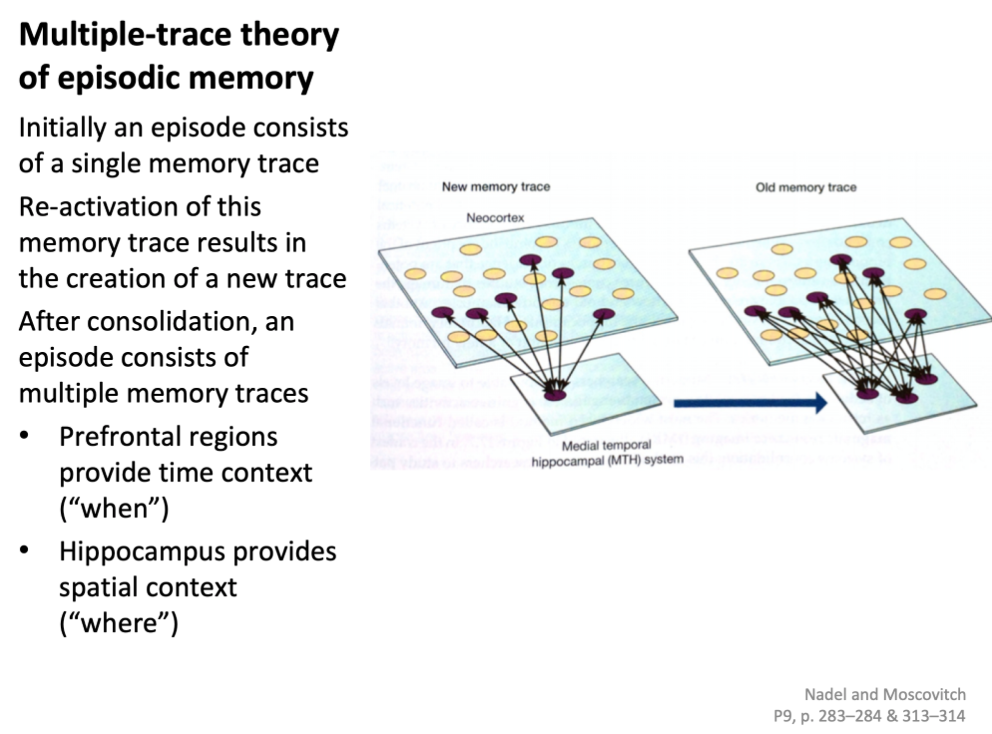 Multiple-trace theory
of episodic memory
Initially an episode consists
of a single memory trace
Re-activation of this
memory trace results in
the creation of a new trace
After consolidation, an
episode consists of
multiple memory traces
• Prefrontal regions
provide time context
(“when”)
• Hippocampus provides
spatial context
(“where”)
New memory trace
Neocortex
Old memory trace
Medial temporal
hippocampal (MTH) system
Nadel and Moscovitch
P9, p. 283–284 & 313–314